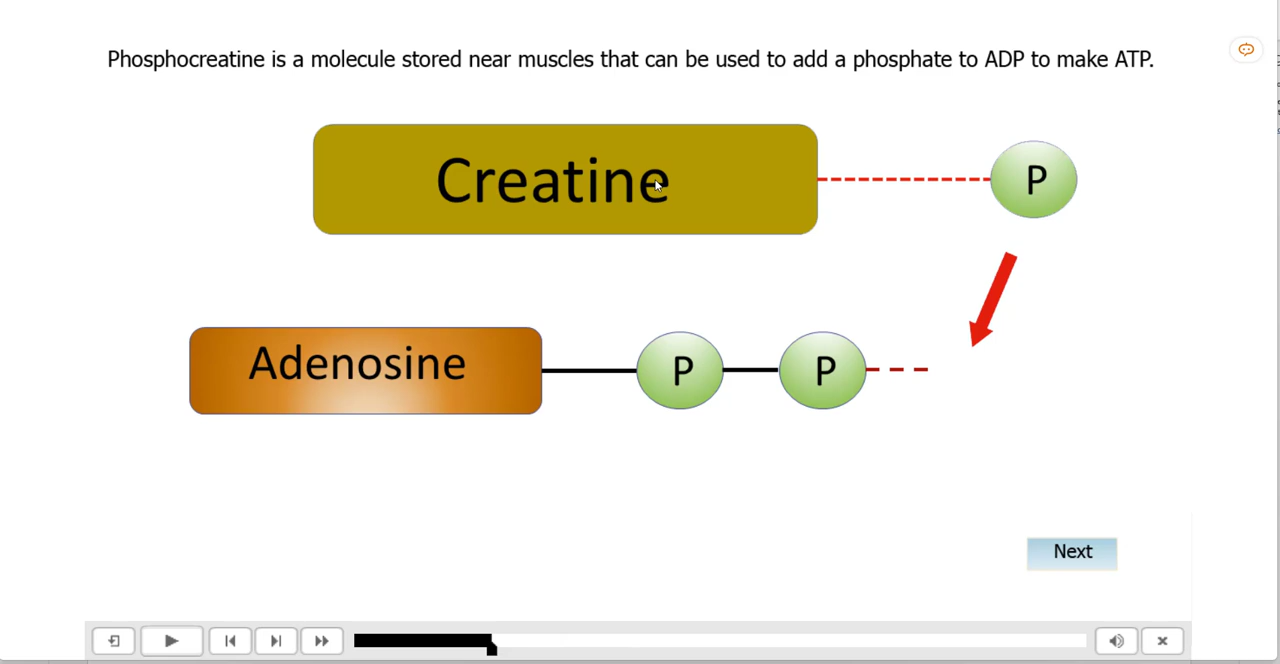 Phosphocreatine is a molecule stored near muscles that can be used to add a phosphate to ADP to make ATP.
Creatine
P
Adenosine
P
P
Next